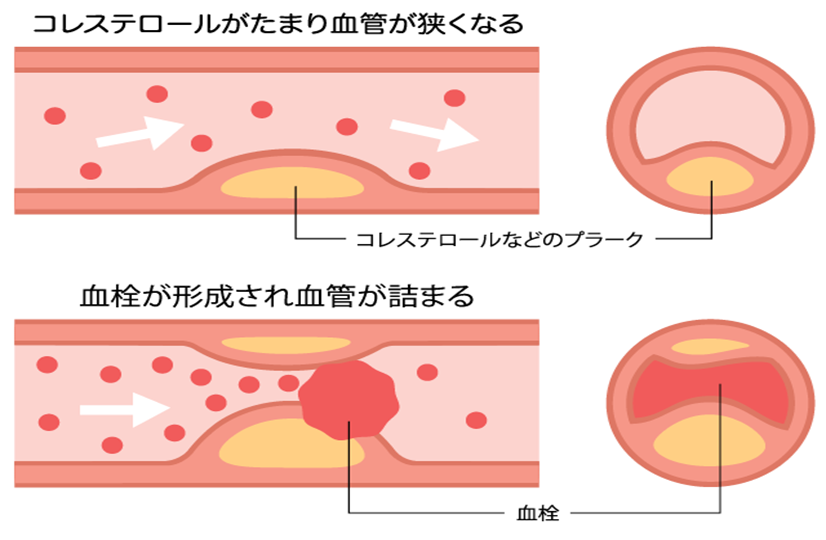 コレステロールがたまり血管が狭くなる
コレステロールなどのプラーク
血栓が形成され血管が詰まる
血栓